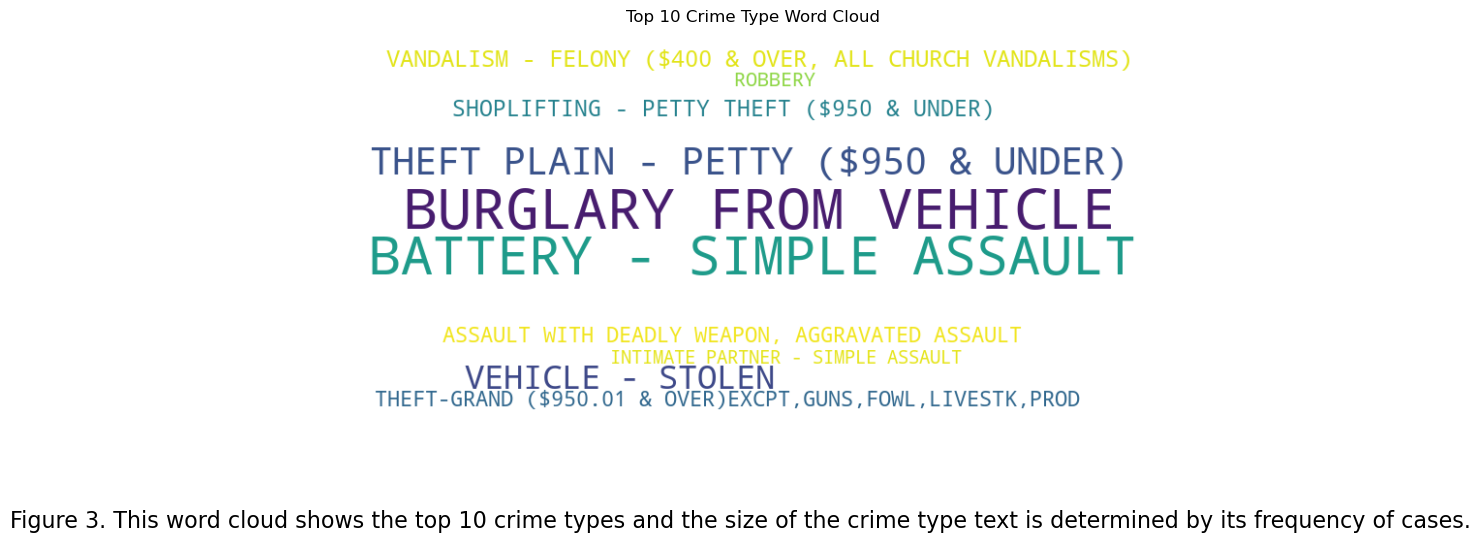 Top 10 Crime Type Word Cloud
VANDALISM - FELONY ($400 & OVER, ALL CHURCH VANDALISMS)
ROBBERY
SHOPLIFTING - PETTY THEFT ($950 & UNDER)
THEFT PLAIN - PETTY ($950 & UNDER)
BURGLARY FROM VEHICLE
BATTERY - SIMPLE ASSAULT
ASSAULT WITH DEADLY WEAPON, AGGRAVATED ASSAULT
INTIMATE PARTNER - SIMPLE ASSAULT
VEHICLE - STOLEN
THEFT-GRAND ($950.01 & OVER)EXCPT,GUNS,FOWL,LIVESTK,PROD
Figure 3. This word cloud shows the top 10 crime types and the size of the crime type text is determined by its frequency of cases.